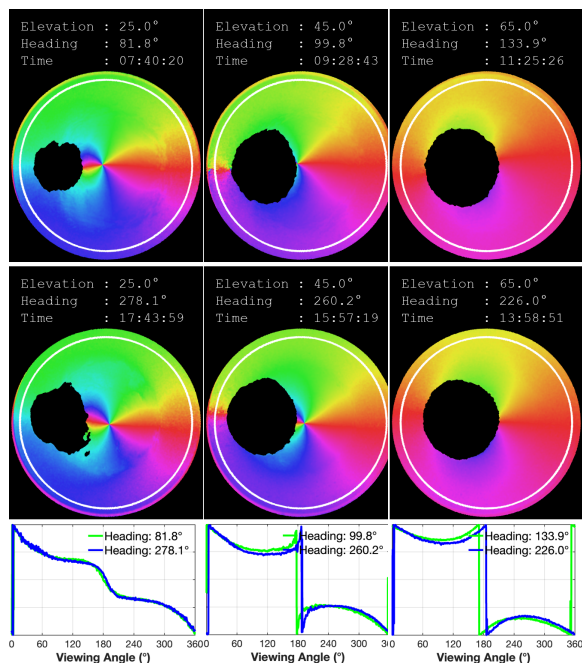 Elevation : 25.0°
Heading : 81.8°
Time : 07:40:20
Elevation : 45.0°
Heading : 99.8°
Time : 09:28:43
Elevation : 65.0°
Heading : 133.9°
Time : 11:25:26
Elevation : 25.0°
Heading : 278.1°
Time : 17:43:59
Elevation : 45.0°
Heading : 260.2°
Time : 15:57:19
Elevation : 65.0°
Heading : 226.0°
Time : 13:58:51
Heading: 81.8°
Heading: 278.1°
0 60 120 180 240 300 360
Viewing Angle (°)
Heading: 99.8°
Heading: 260.2°
0 60 120 180 240 300 36
Viewing Angle (°)
Heading: 133.9°
Heading: 226.0°
0 60 120 180 240 300 360
Viewing Angle (°)